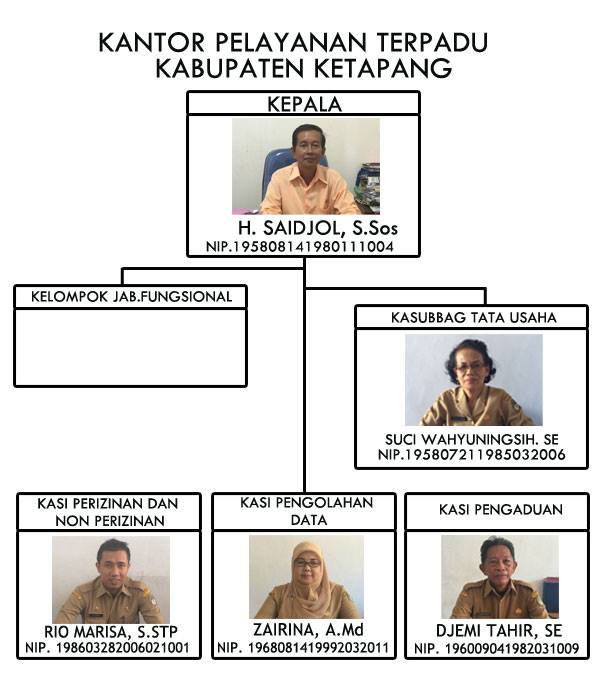 KANTOR PELAYANAN TERPADU
KABUPATEN KETAPANG
KEPALA
H. SAIDJOL, S.Sos
NIP.195808141980111004
KELOMPOK JAB.FUNGSIONAL
KASUBBAG TATA USAHA
SUCI WAHYUNINGSIH. SE
NIP.195807211985032006
KASI PERIZINAN DAN
NON PERIZINAN
RIO MARISA, S.STP
NIP. 198603282006021001
KASI PENGOLAHAN
DATA
ZAIRINA, A.Md
NIP. 1968081419992032011
KASI PENGADUAN
DJEMI TAHIR, SE
NIP. 196009041982031009